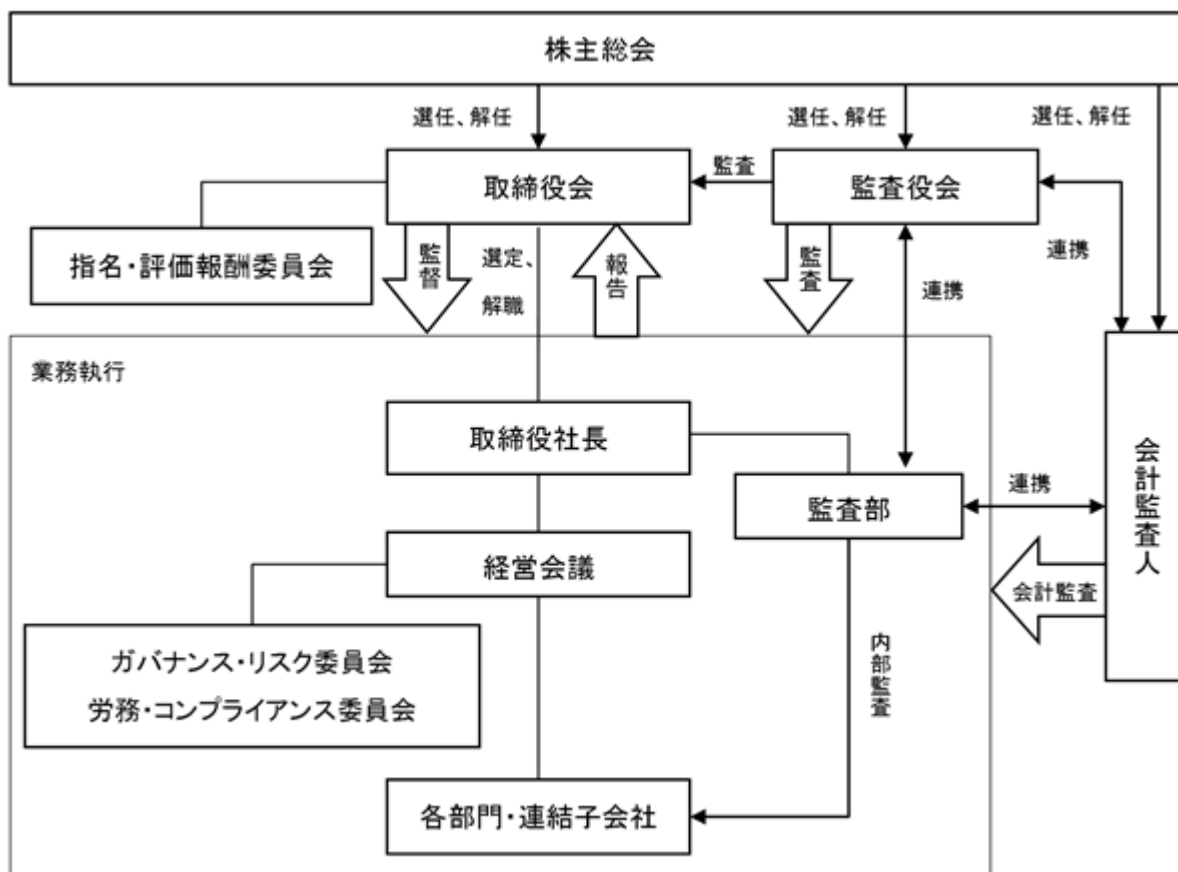 株主総会
選任、解任
選任、解任
選任、解任
取締役会
監査
監査役会
指名・評価報酬委員会
監督
選定、
解職
報告
監査
連携
連携
業務執行
取締役社長
監査部
連携
会計監査人
経営会議
会計監査
ガバナンス・リスク委員会
労務・コンプライアンス委員会
内部監査
各部門・連結子会社